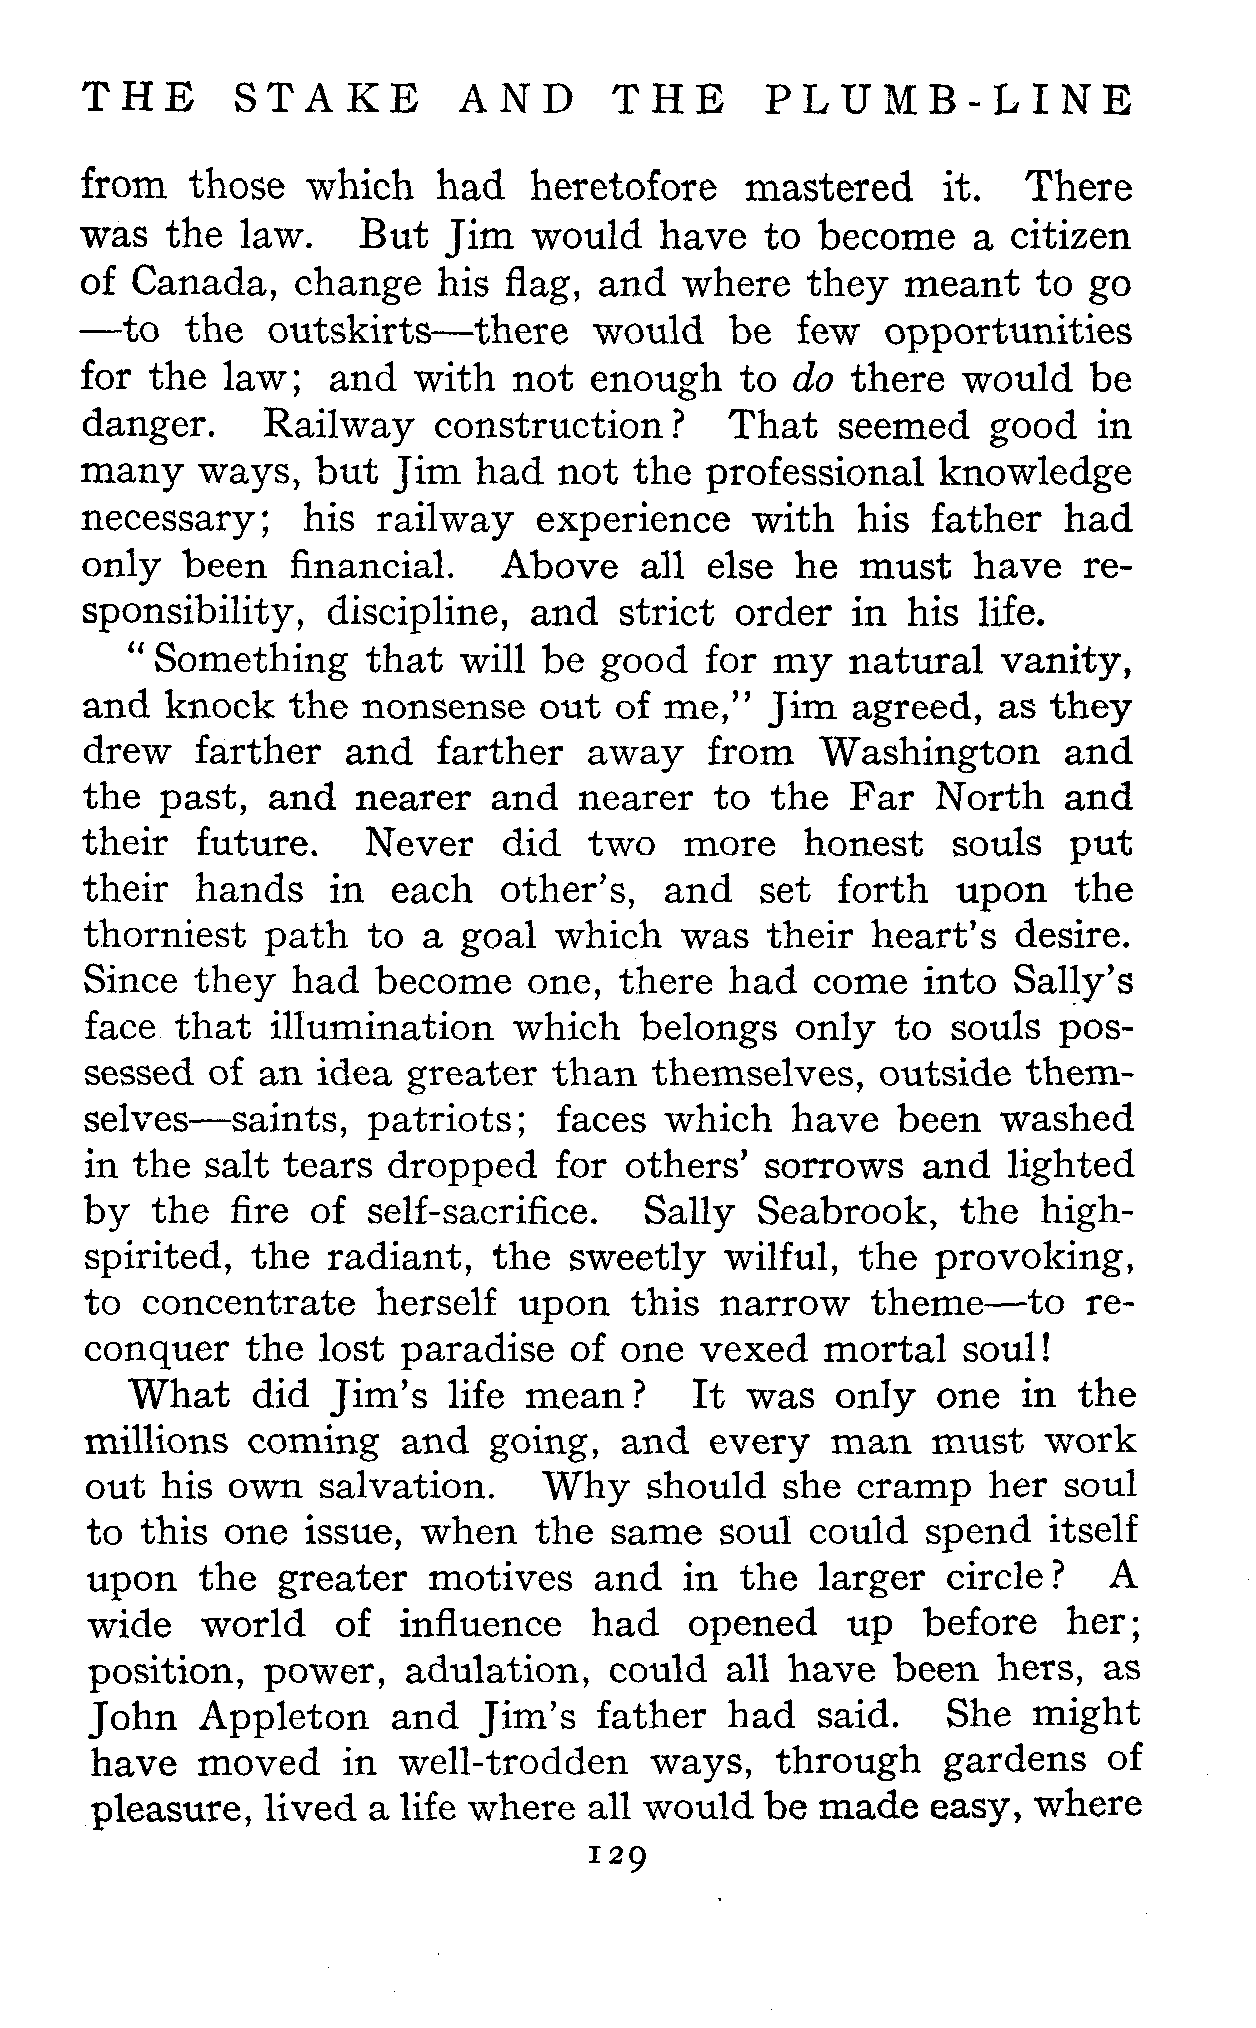 THE STAKE AND THE PLUMB-LINE
from those which had heretofore mastered it. There
was the law. But Jim would have to become a citizen
of Canada, change his flag, and where they meant to go
—to the outskirts—there would be few opportunities
for the law; and with not enough to do there would be
danger. Railway construction? That seemed good in
many ways, but Jim had not the professional knowledge
necessary; his railway experience with his father had
only been financial. Above all else he must have re-
sponsibility, discipline, and strict order in his life.
"Something that will be good for my natural vanity,
and knock the nonsense out of me," Jim agreed, as they
drew farther and farther away from Washington and
the past, and nearer and nearer to the Far North and
their future. Never did two more honest souls put
their hands in each other's, and set forth upon the
thorniest path to a goal which was their heart's desire.
Since they had become one, there had come into Sally's
face that illumination which belongs only to souls pos-
sessed of an idea greater than themselves, outside them-
selves—saints, patriots; faces which have been washed
in the salt tears dropped for others' sorrows and lighted
by the fire of self-sacrifice. Sally Seabrook, the high-
spirited, the radiant, the sweetly wilful, the provoking,
to concentrate herself upon this narrow theme—to re-
conquer the lost paradise of one vexed mortal soul!
What did Jim's life mean? It was only one in the
millions coming and going, and every man must work
out his own salvation. Why should she cramp her soul
to this one issue, when the same soul could spend itself
upon the greater motives and in the larger circle? A
wide world of influence had opened up before her;
position, power, adulation, could all have been hers, as
John Appleton and Jim's father had said. She might
have moved in well-trodden ways, through gardens of
pleasure, lived a life where all would be made easy, where
129